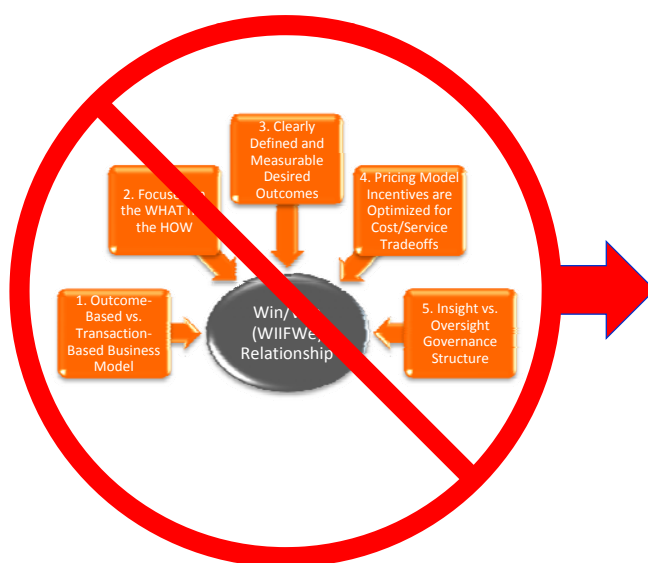 1. Outcome-
Based vs.
Transaction-
Based Business
Model
2.
the WHAT
the HOW
3. Clearly
Defined and
Measurable
Desired
Outcomes
4. Pricing Model
Incentives are
Optimized for
Cost/Service
Tradeoffs
5. Insight vs.
Oversight
Governance
Structure
(WIIFWe)
Relationship